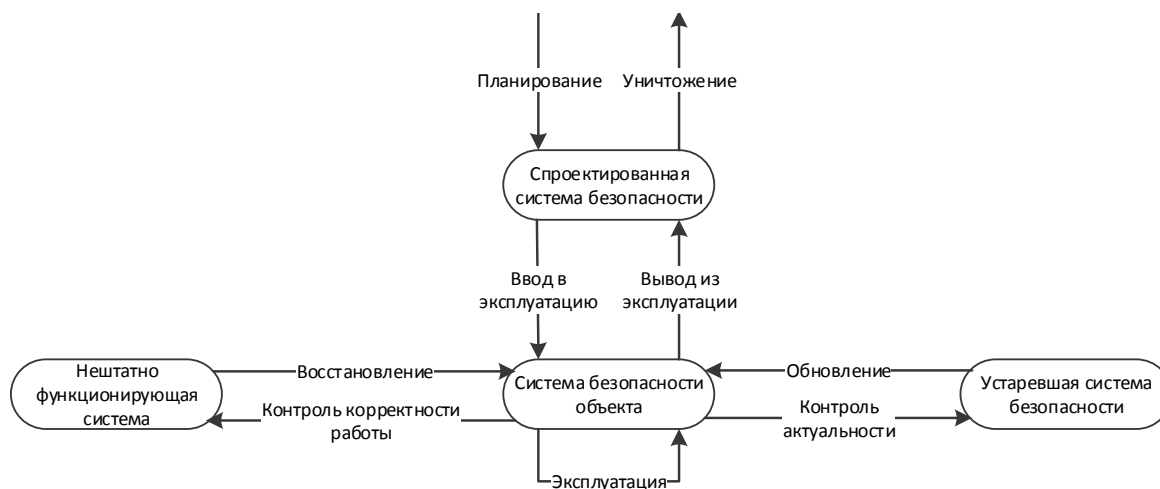 Планирование
Уничтожение
Спроектированная
система безопасности
Ввод в
эксплуатацию
Вывод из
эксплуатации
Нештатно
функционирующая
система
Восстановление
Контроль корректности
работы
Система безопасности
объекта
Обновление
Контроль
актуальности
Устаревшая система
безопасности
Эксплуатация